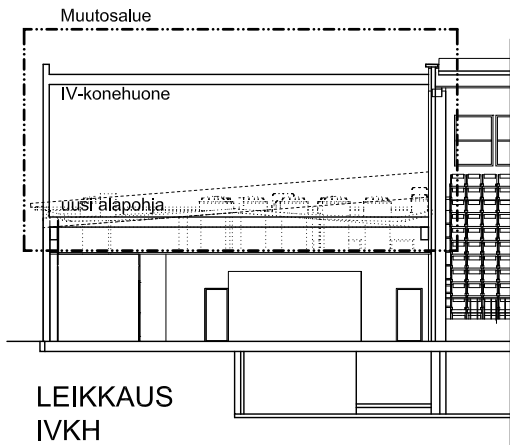 Muutosalue
IV-konehuone
uusi alapohja
LEIKKAUS
IVKH